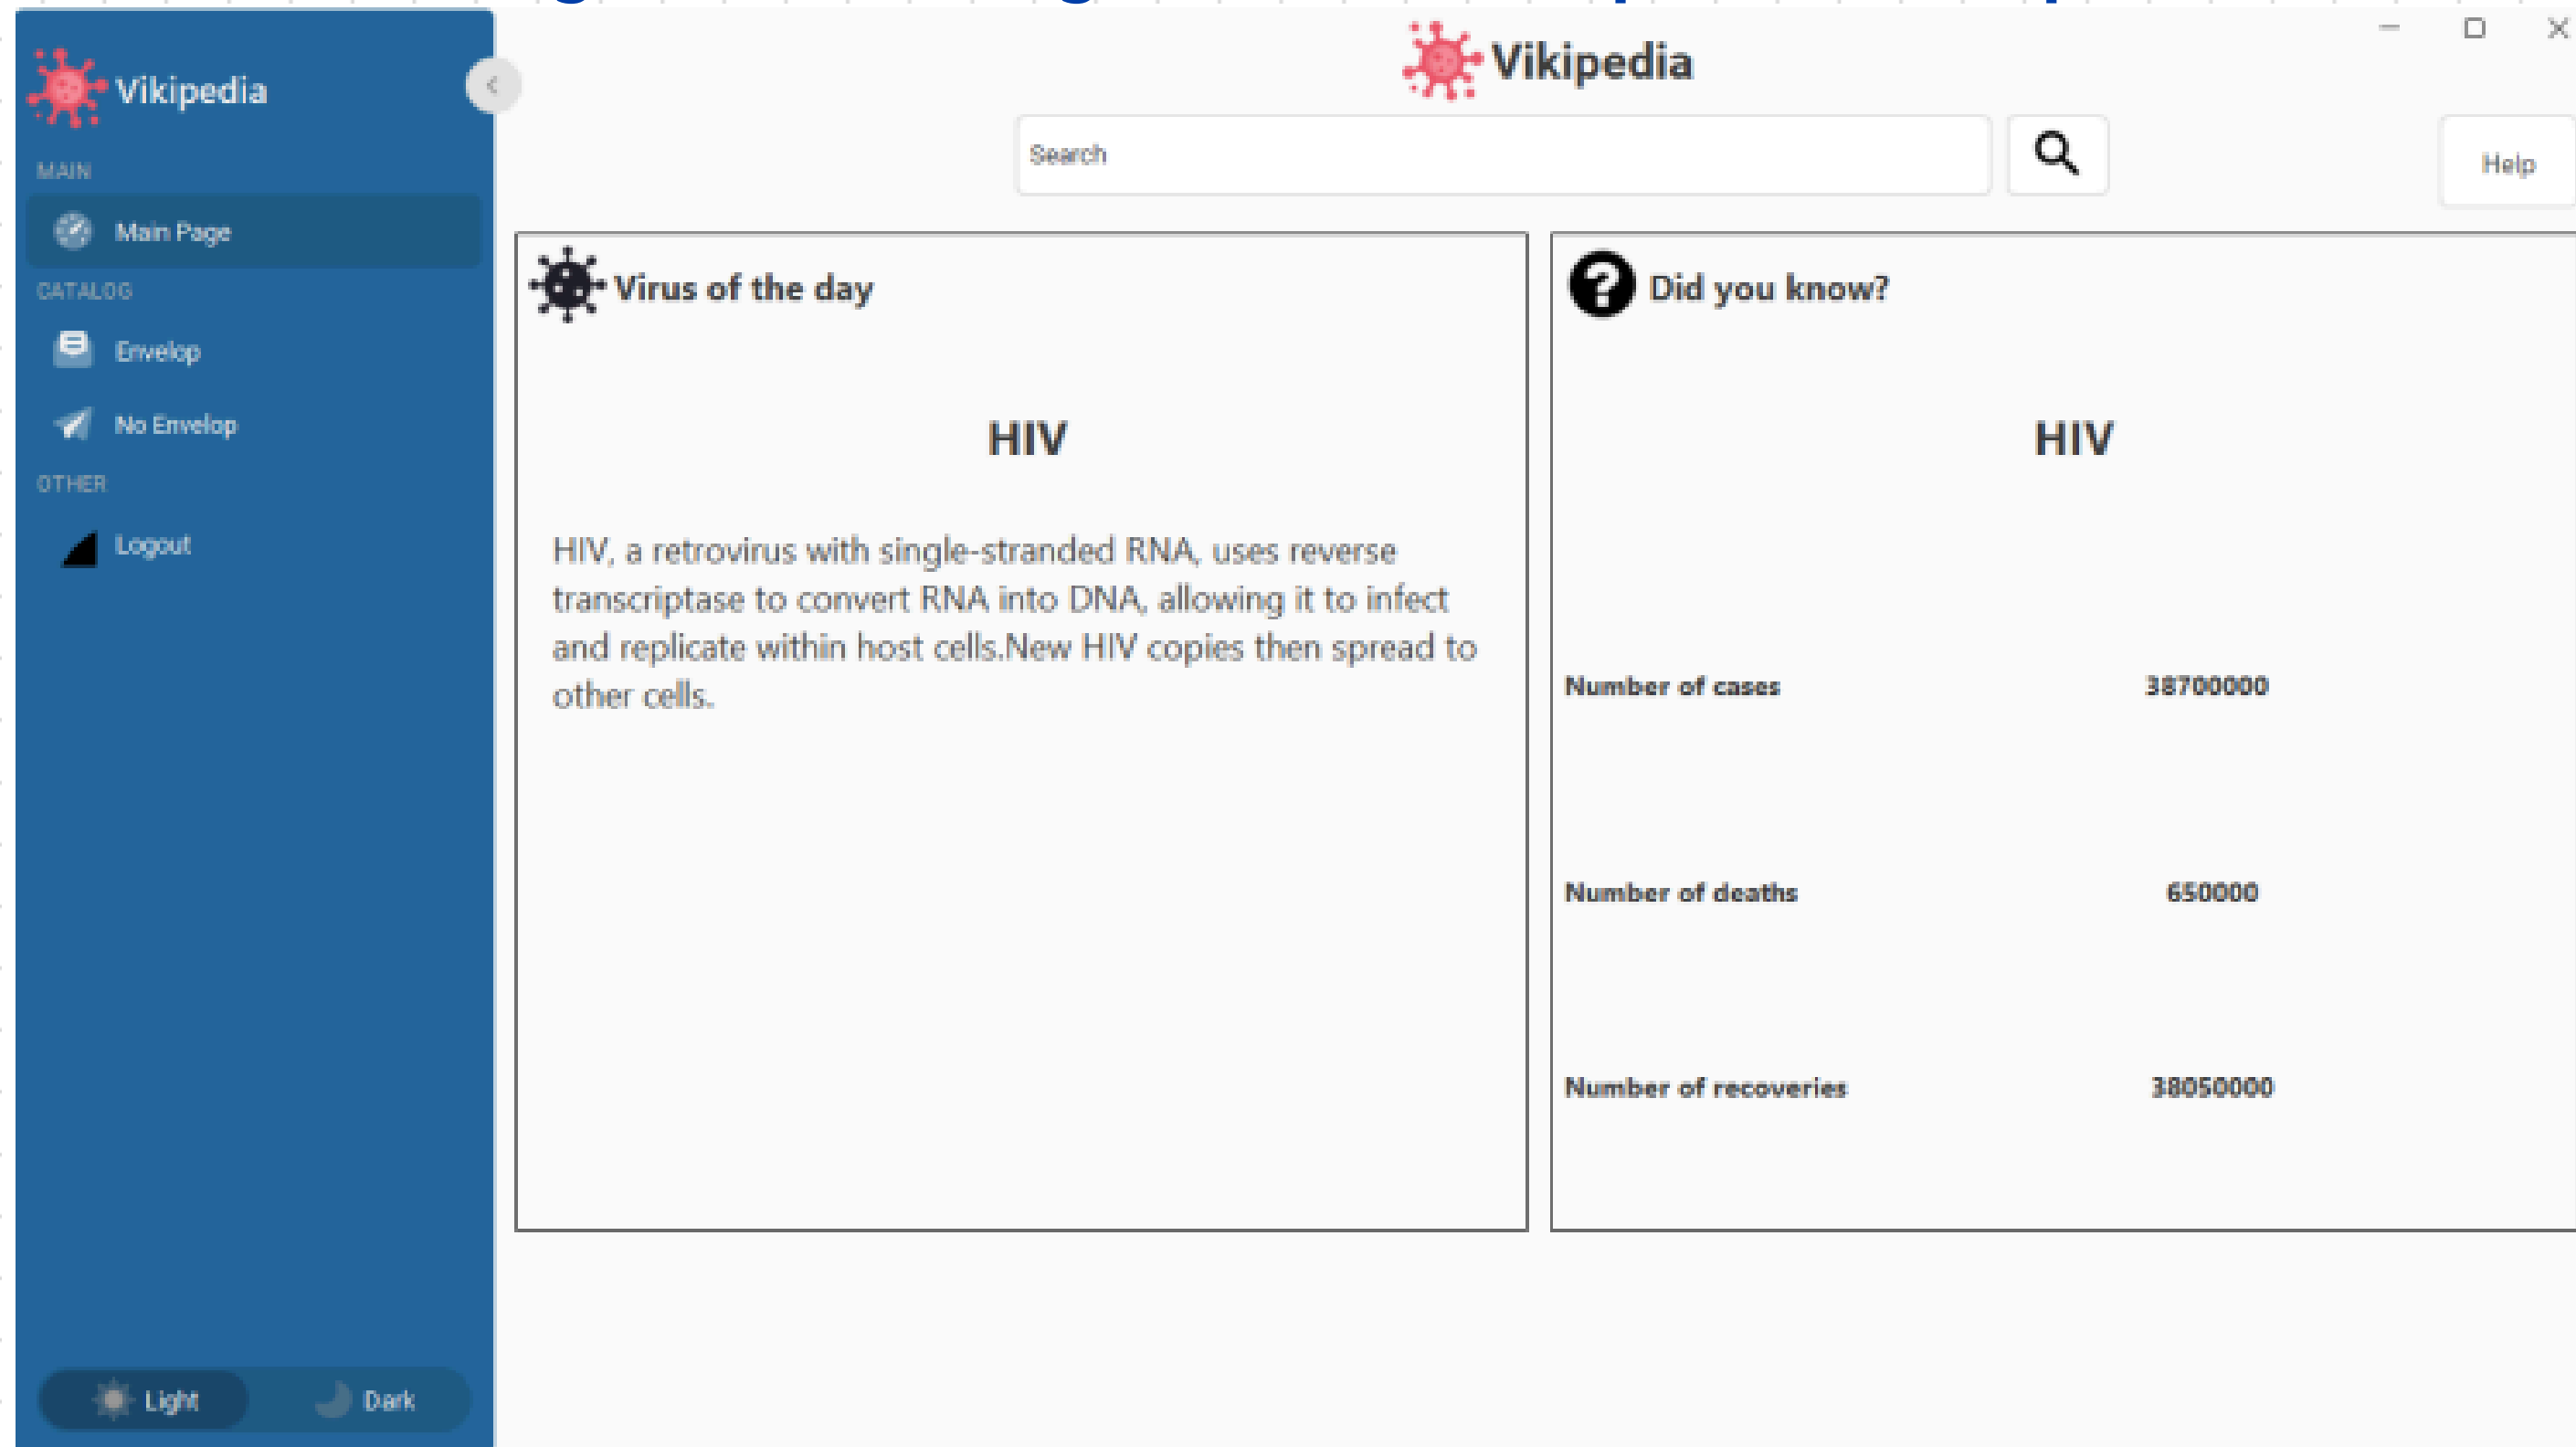 Vikipedia
MAIN
Main Page
CATALOG
Envelop
No Envelop
OTHER
Logout
Light
Dark
Vikipedia
Search
Help
Virus of the day
HIV
HIV, a retrovirus with single-stranded RNA, uses reverse
transcriptase to convert RNA into DNA, allowing it to infect
and replicate within host cells.New HIV copies then spread to
other cells.
Did you know?
HIV
Number of cases 38700000
Number of deaths 650000
Number of recoveries 38050000